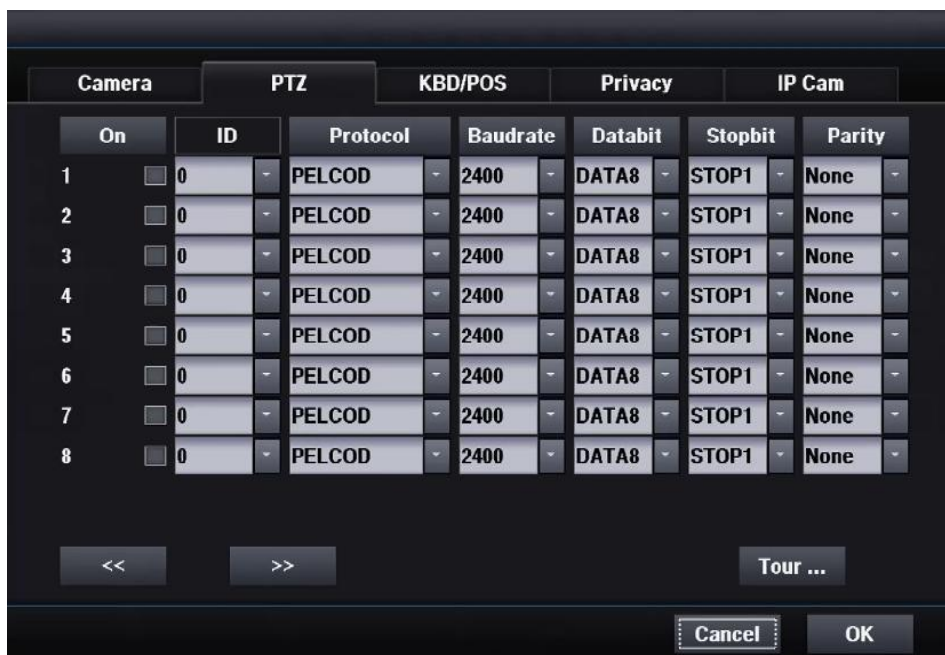 Camera PTZ KBD/POS Privacy IP Cam
On ID Protocol Baudrate Databit Stopbit Parity
1 0 PELCOD 2400 DATA8 STOP1 None
2 0 PELCOD 2400 DATA8 STOP1 None
3 0 PELCOD 2400 DATA8 STOP1 None
4 0 PELCOD 2400 DATA8 STOP1 None
5 0 PELCOD 2400 DATA8 STOP1 None
6 0 PELCOD 2400 DATA8 STOP1 None
7 0 PELCOD 2400 DATA8 STOP1 None
8 0 PELCOD 2400 DATA8 STOP1 None
<< >> Tour ...
Cancel OK